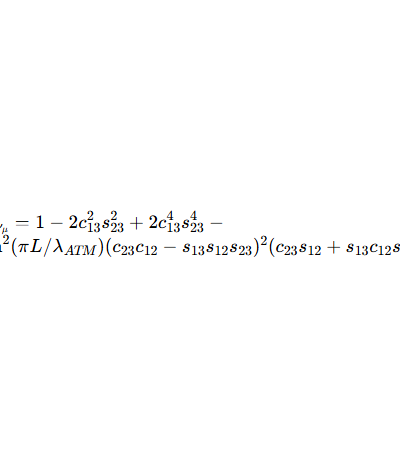 = 1 − 2c_{13}^2 s_{23}^2 + 2c_{13}^4 s_{23}^4 −
^2(πL/λ_{ATM})(c_{23}c_{12} − s_{13}s_{12}s_{23})^2(c_{23}s_{12} + s_{13}c_{12}s